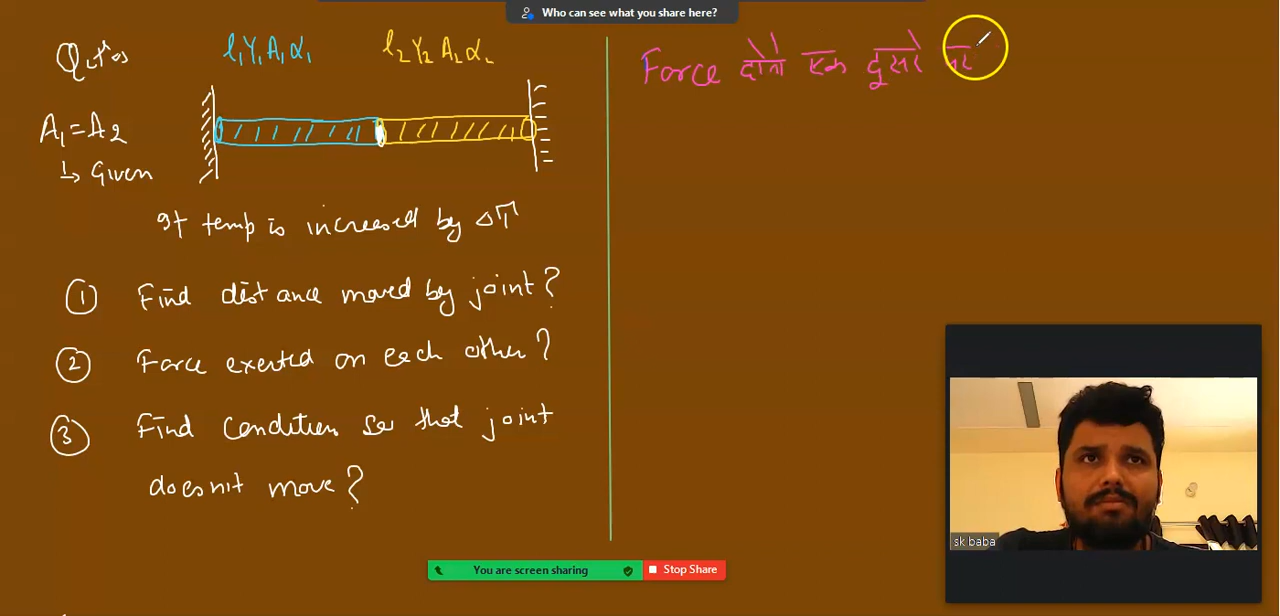 Who can see what you share here?
l₁Y₁A₁α₁ l₂Y₂A₂α₂
A₁ = A₂
↳ Given
If temp is increased by ΔT
① Find distance moved by joint?
② Force exerted on each other?
③ Find condition so that joint
doesn't move?
Force दोनो एक दूसरे पर
sk baba
You are screen sharing
Stop Share